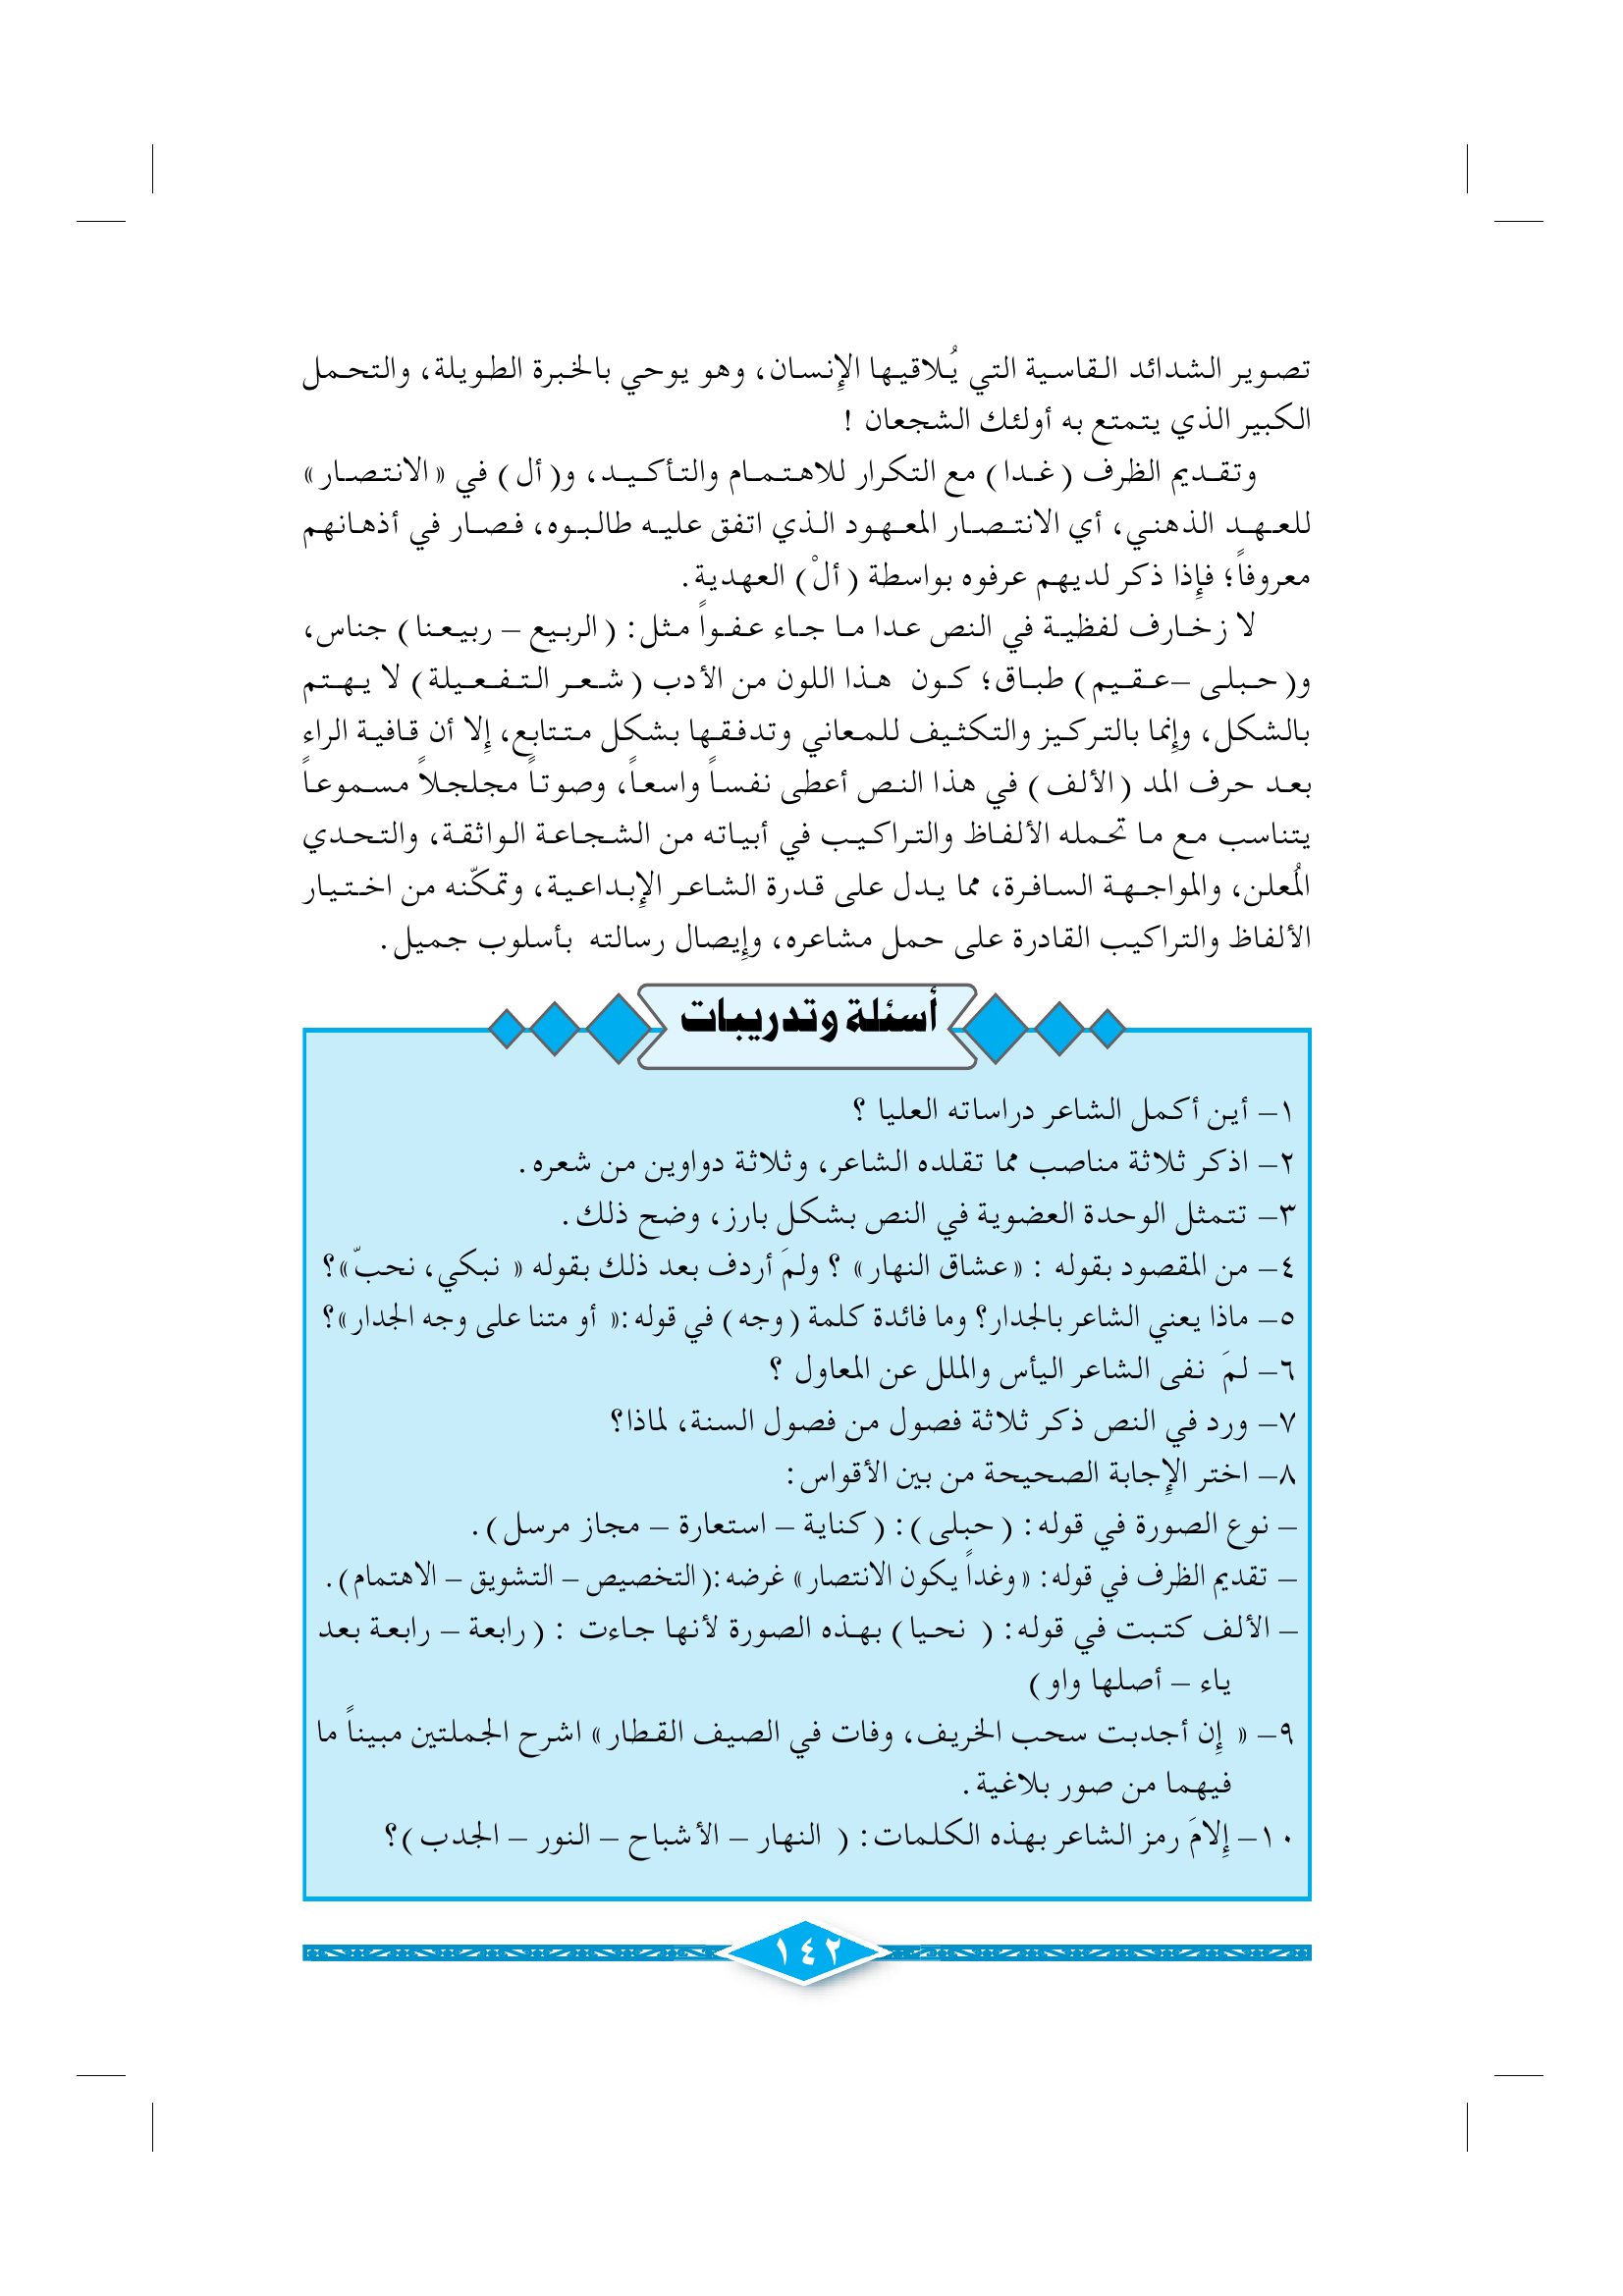 تصوير الشدائد القاسية التي يُلاقيها الإِنسان، وهو يوحي بالخبرة الطويلة، والتحمل
الكبير الذي يتمتع به أولئك الشجعان !
وتقديم الظرف (غدا) مع التكرار للاهتمام والتأكيد، و(أل) في «الانتصار»
للعهد الذهني، أي الانتصار المعهود الذي اتفق عليه طالبوه، فصار في أذهانهم
معروفاً؛ فإِذا ذكر لديهم عرفوه بواسطة (ألْ) العهدية.
لا زخارف لفظية في النص عدا ما جاء عفواً مثل: (الربيع – ربيعنا) جناس،
و(حبلى –عقيم) طباق؛ كون هذا اللون من الأدب (شعر التفعيلة) لا يهتم
بالشكل، وإِنما بالتركيز والتكثيف للمعاني وتدفقها بشكل متتابع، إِلا أن قافية الراء
بعد حرف المد (الألف) في هذا النص أعطى نفساً واسعاً، وصوتاً مجلجلاً مسموعاً
يتناسب مع ما تحمله الألفاظ والتراكيب في أبياته من الشجاعة الواثقة، والتحدي
المُعلن، والمواجهة السافرة، مما يدل على قدرة الشاعر الإِبداعية، وتمكّنه من اختيار
الألفاظ والتراكيب القادرة على حمل مشاعره، وإِيصال رسالته بأسلوب جميل.
أسئلة وتدريبات
١– أين أكمل الشاعر دراساته العليا ؟
٢– اذكر ثلاثة مناصب مما تقلده الشاعر، وثلاثة دواوين من شعره.
٣– تتمثل الوحدة العضوية في النص بشكل بارز، وضح ذلك.
٤– من المقصود بقوله : «عشاق النهار» ؟ ولمَ أردف بعد ذلك بقوله « نبكي، نحبّ»؟
٥– ماذا يعني الشاعر بالجدار؟ وما فائدة كلمة (وجه) في قوله:« أو متنا على وجه الجدار»؟
٦– لمَ نفى الشاعر اليأس والملل عن المعاول ؟
٧– ورد في النص ذكر ثلاثة فصول من فصول السنة، لماذا؟
٨– اختر الإِجابة الصحيحة من بين الأقواس:
– نوع الصورة في قوله: (حبلى): (كناية – استعارة – مجاز مرسل).
– تقديم الظرف في قوله: «وغداً يكون الانتصار» غرضه:(التخصيص – التشويق – الاهتمام).
– الألف كتبت في قوله: ( نحيا) بهذه الصورة لأنها جاءت : (رابعة – رابعة بعد
ياء – أصلها واو)
٩– « إِن أجدبت سحب الخريف، وفات في الصيف القطار» اشرح الجملتين مبيناً ما
فيهما من صور بلاغية.
١٠– إِلامَ رمز الشاعر بهذه الكلمات: ( النهار – الأشباح – النور – الجدب)؟
١٤٢